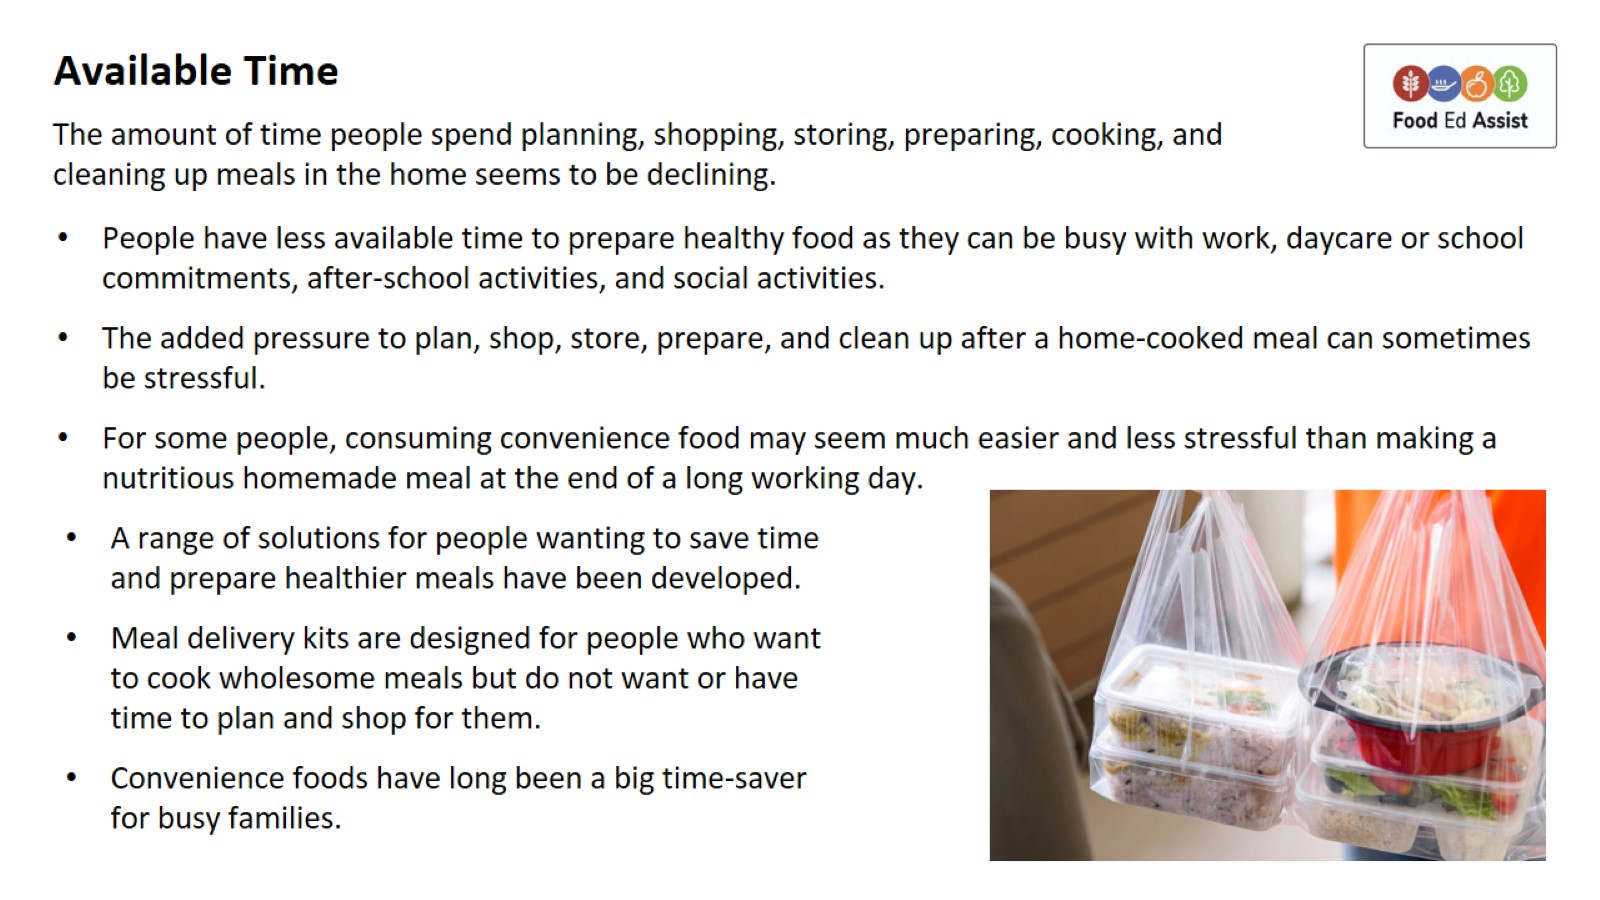 Available Time
Food Ed Assist
The amount of time people spend planning, shopping, storing, preparing, cooking, and
cleaning up meals in the home seems to be declining.
• People have less available time to prepare healthy food as they can be busy with work, daycare or school
commitments, after-school activities, and social activities.
• The added pressure to plan, shop, store, prepare, and clean up after a home-cooked meal can sometimes
be stressful.
• For some people, consuming convenience food may seem much easier and less stressful than making a
nutritious homemade meal at the end of a long working day.
• A range of solutions for people wanting to save time
and prepare healthier meals have been developed.
• Meal delivery kits are designed for people who want
to cook wholesome meals but do not want or have
time to plan and shop for them.
• Convenience foods have long been a big time-saver
for busy families.